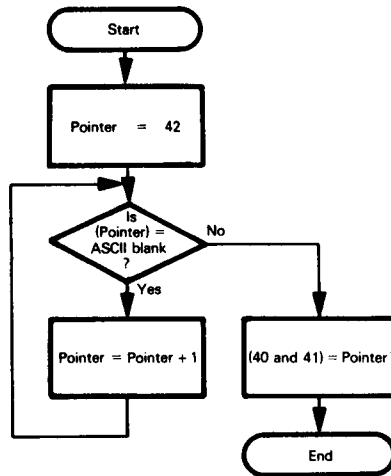 Start
Pointer = 42
Is
(Pointer) =
ASCII blank
?
No
Yes
Pointer = Pointer + 1
(40 and 41) = Pointer
End